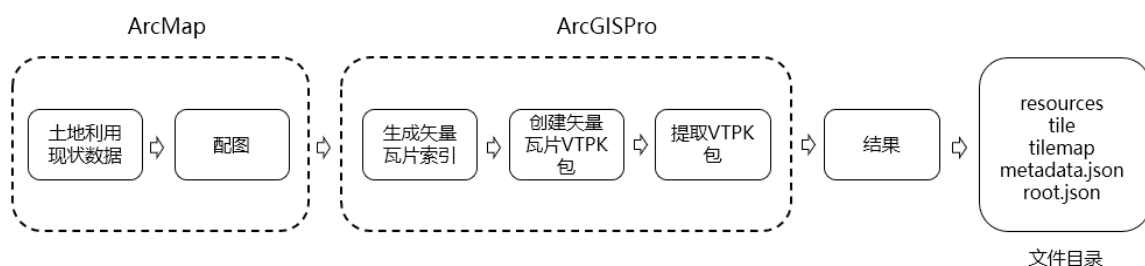 ArcMap
ArcGISPro
土地利用
现状数据
配图
生成矢量
瓦片索引
创建矢量
瓦片VTPK
包
提取VTPK
包
结果
resources
tile
tilemap
metadata.json
root.json
文件目录